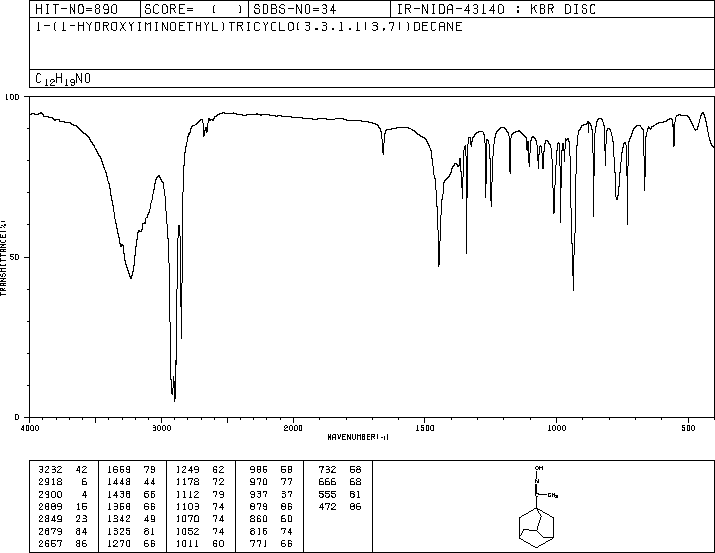 HIT-NO=890 SCORE= ( ) SDBS-NO=34 IR-NIDA-43140 : KBR DISC
1-(1-HYDROXYIMINOETHYL)TRICYCLO(3.3.1.1(3,7))DECANE
C12H19NO
100
50
0
TRANSMITTANCE(%)
4000 3000 2000 1500 1000 500
WAVENUMBER(-1)
3232 42 1659 79 1249 62 986 58 732 58
2918 6 1448 44 1178 72 970 77 666 68
2900 4 1438 66 1112 79 937 37 555 81
2889 15 1368 66 1103 74 879 86 472 86
2849 23 1342 49 1070 74 860 60
2679 84 1325 81 1052 74 816 74
2657 86 1270 66 1011 60 771 66
OH
N
C CH3